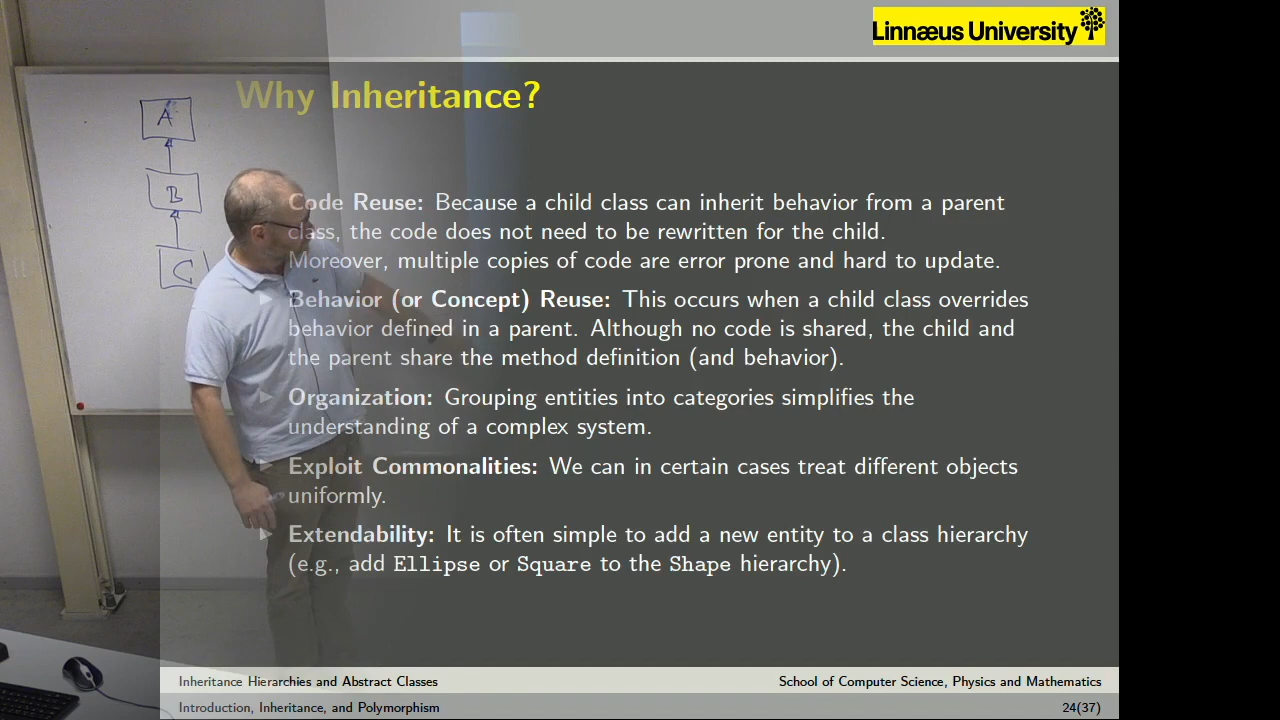 Linnæus University
Why Inheritance?
A
B
C
Code Reuse: Because a child class can inherit behavior from a parent
class, the code does not need to be rewritten for the child.
Moreover, multiple copies of code are error prone and hard to update.
Behavior (or Concept) Reuse: This occurs when a child class overrides
behavior defined in a parent. Although no code is shared, the child and
the parent share the method definition (and behavior).
Organization: Grouping entities into categories simplifies the
understanding of a complex system.
Exploit Commonalities: We can in certain cases treat different objects
uniformly.
Extendability: It is often simple to add a new entity to a class hierarchy
(e.g., add Ellipse or Square to the Shape hierarchy).
Inheritance Hierarchies and Abstract Classes
School of Computer Science, Physics and Mathematics
Introduction, Inheritance, and Polymorphism
24(37)